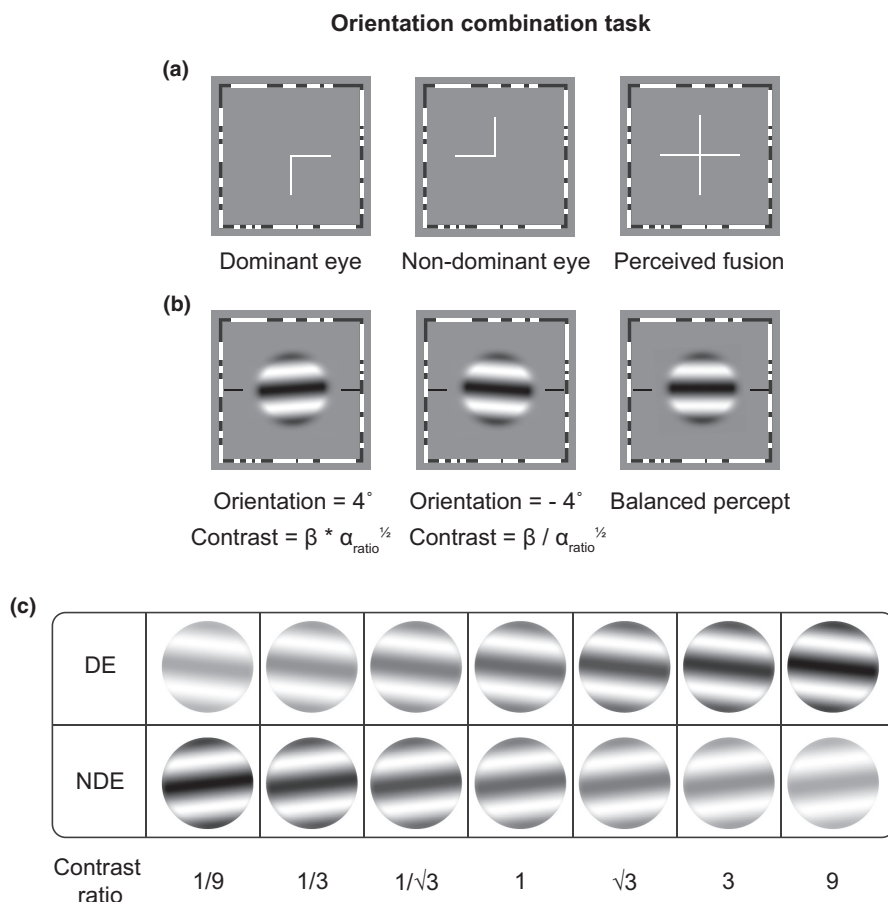 Orientation combination task
(a)
Dominant eye Non-dominant eye Perceived fusion
(b)
Orientation = 4˚ Orientation = - 4˚ Balanced percept
Contrast = β * α_ratio^½ Contrast = β / α_ratio^½
(c)
DE
NDE
Contrast ratio 1/9 1/3 1/√3 1 √3 3 9